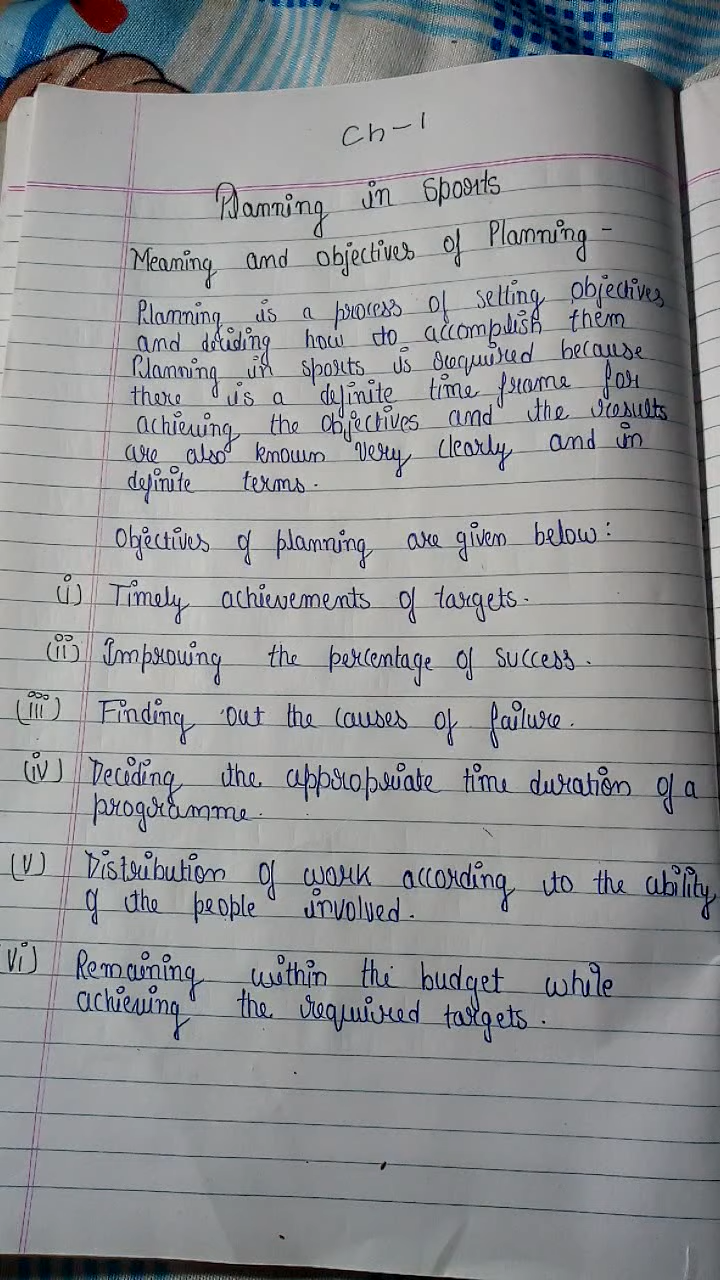 Ch-1
Planning in Sports
Meaning and objectives of Planning -
Planning is a process of setting objectives
and deciding how to accomplish them
Planning in sports is required because
there is a definite time frame for
achieving the objectives and the results
are also known very clearly and in
definite terms.
Objectives of planning are given below:
(i) Timely achievements of targets.
(ii) Improving the percentage of success.
(iii) Finding out the causes of failure.
(iv) Deciding the appropriate time duration of a
programme.
(v) Distribution of work according to the ability
of the people involved.
vi) Remaining within the budget while
achieving the required targets.